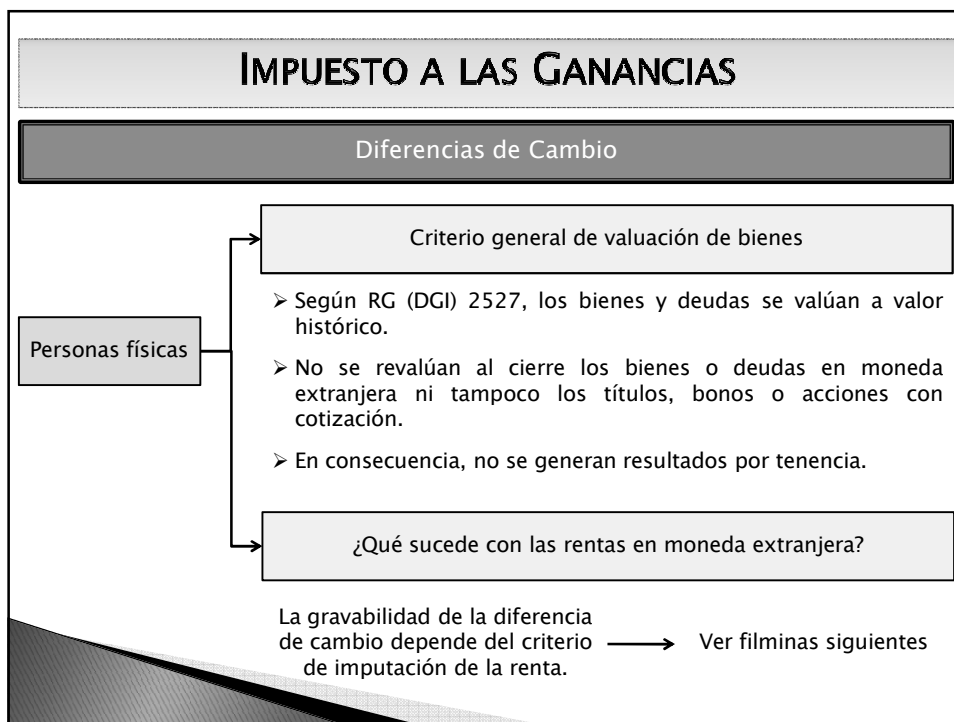 IMPUESTO A LAS GANANCIAS
Diferencias de Cambio
Personas físicas
Criterio general de valuación de bienes
➢ Según RG (DGI) 2527, los bienes y deudas se valúan a valor
histórico.
➢ No se revalúan al cierre los bienes o deudas en moneda
extranjera ni tampoco los títulos, bonos o acciones con
cotización.
➢ En consecuencia, no se generan resultados por tenencia.
¿Qué sucede con las rentas en moneda extranjera?
La gravabilidad de la diferencia
de cambio depende del criterio
de imputación de la renta.
Ver filminas siguientes